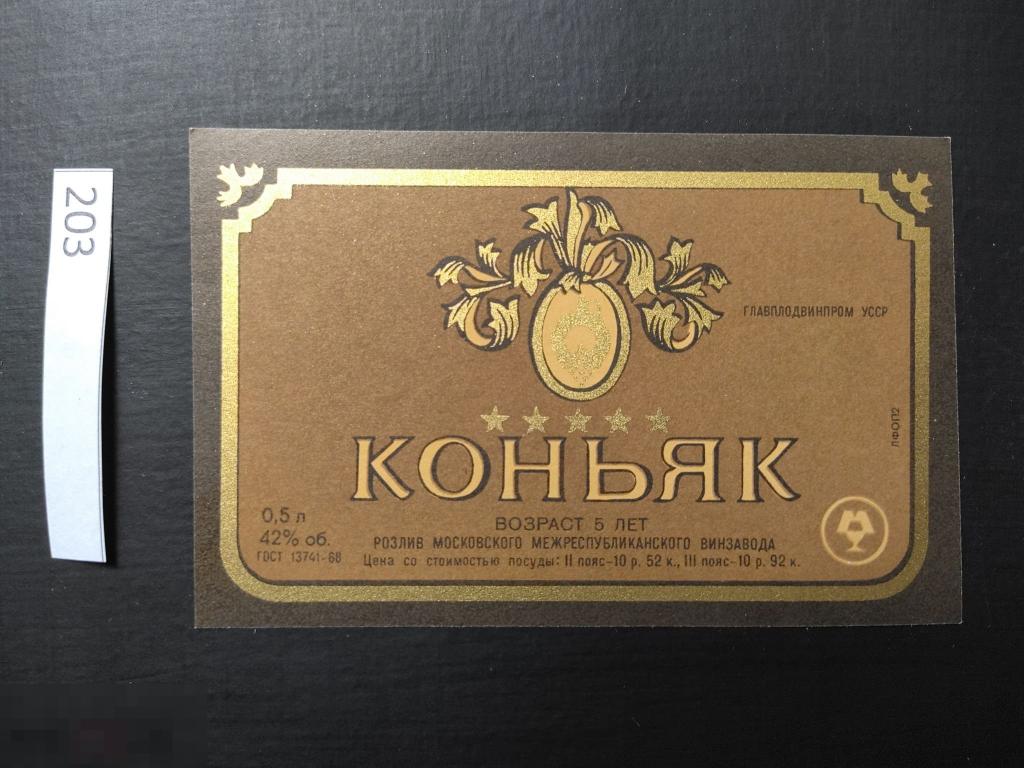 203
ГЛАВПЛОДВИНПРОМ УССР
ЛФОП2
КОНЬЯК
ВОЗРАСТ 5 ЛЕТ
0,5 л
42% об.
ГОСТ 13741-68
РОЗЛИВ МОСКОВСКОГО МЕЖРЕСПУБЛИКАНСКОГО ВИНЗАВОДА
Цена со стоимостью посуды: II пояс-10 р. 52 к., III пояс-10 р. 92 к.